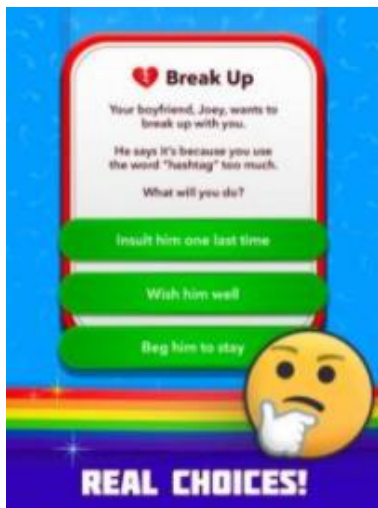 Break Up
Your boyfriend, Joey, wants to
break up with you.
He says it's because you use
the word "hashtag" too much.
What will you do?
Insult him one last time
Wish him well
Beg him to stay
REAL CHOICES!